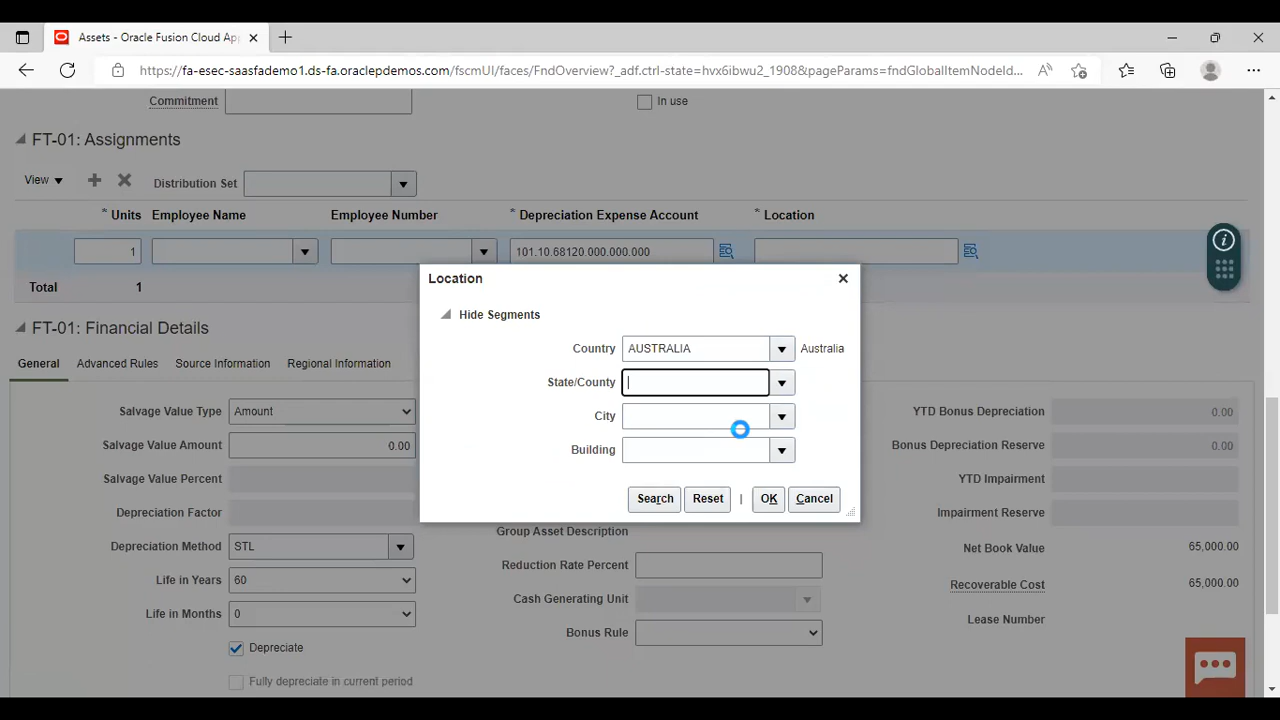 Assets - Oracle Fusion Cloud App
https://fa-esec-saasfademo1.ds-fa.oraclepdemos.com/fscmUI/faces/FndOverview?_adf.ctrl-state=hvx6ibwu2_1908&pageParams=fndGlobalItemNodeId...
Commitment
In use
FT-01: Assignments
View
Distribution Set
* Units Employee Name Employee Number * Depreciation Expense Account * Location
1 101.10.68120.000.000.000
Total 1
Location
Hide Segments
Country AUSTRALIA Australia
State/County
City
Building
Search Reset | OK Cancel
FT-01: Financial Details
General Advanced Rules Source Information Regional Information
Salvage Value Type Amount
Salvage Value Amount 0.00
Salvage Value Percent
Depreciation Factor
Depreciation Method STL
Life in Years 60
Life in Months 0
Depreciate
Fully depreciate in current period
Group Asset Description
Reduction Rate Percent
Cash Generating Unit
Bonus Rule
YTD Bonus Depreciation 0.00
Bonus Depreciation Reserve 0.00
YTD Impairment
Impairment Reserve
Net Book Value 65,000.00
Recoverable Cost 65,000.00
Lease Number